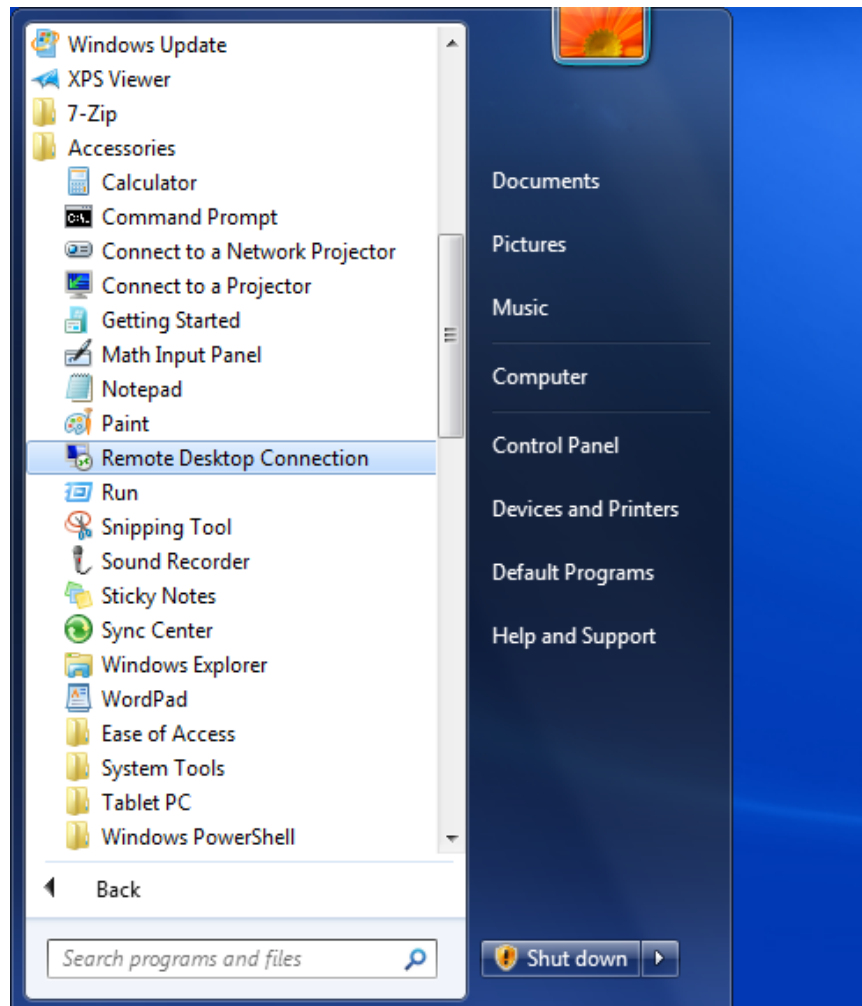 Windows Update
XPS Viewer
7-Zip
Accessories
Calculator
Command Prompt
Connect to a Network Projector
Connect to a Projector
Getting Started
Math Input Panel
Notepad
Paint
Remote Desktop Connection
Run
Snipping Tool
Sound Recorder
Sticky Notes
Sync Center
Windows Explorer
WordPad
Ease of Access
System Tools
Tablet PC
Windows PowerShell
Back
Search programs and files
Documents
Pictures
Music
Computer
Control Panel
Devices and Printers
Default Programs
Help and Support
Shut down